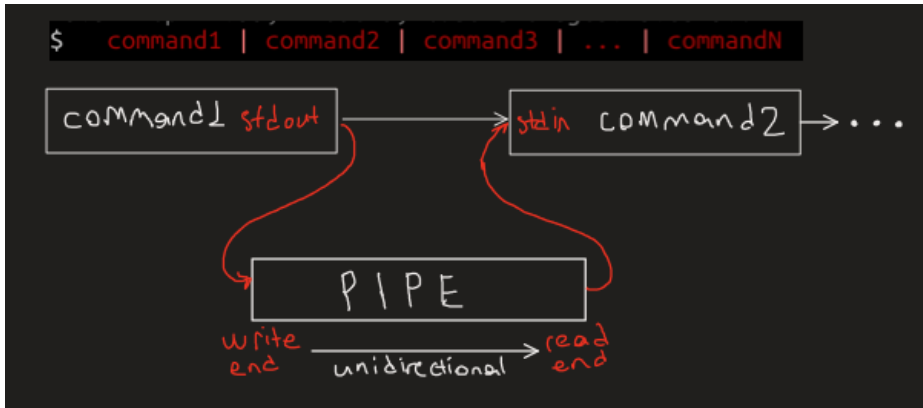 $ command1 | command2 | command3 | ... | commandN
command1 stdout
stdin command2 ...
PIPE
write end
unidirectional
read end